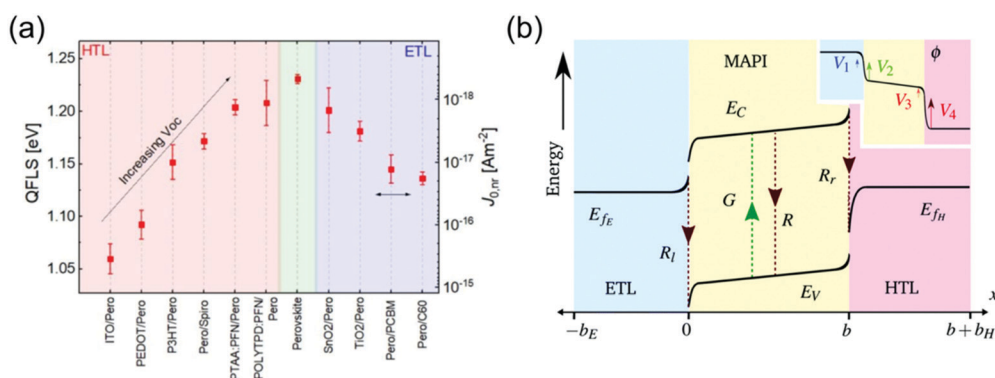 (a)
HTL
ETL
Increasing Voc
QFLS [eV]
1.25
1.20
1.15
1.10
1.05
J0,nr [Am-2]
10-18
10-17
10-16
10-15
ITO/Pero
PEDOT/Pero
P3HT/Pero
Pero/Spiro
PTAA:PFN/Pero
POLYTPD:PFN/
Pero
Perovskite
SnO2/Pero
TiO2/Pero
Pero/PCBM
Pero/C60
(b)
MAPI
ϕ
V1
V2
V3
V4
EC
Energy
EfE
G
R
Rl
Rr
EfH
ETL
EV
HTL
x
−bE
0
b
b + bH